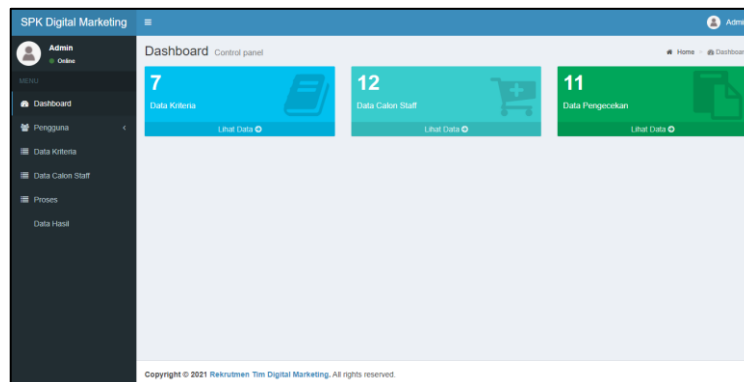 SPK Digital Marketing
Admin
Admin
Online
MENU
Dashboard
Pengguna
Data Kriteria
Data Calon Staff
Proses
Data Hasil
Dashboard Control panel
Home
Dashboard
7
Data Kriteria
Lihat Data
12
Data Calon Staff
Lihat Data
11
Data Pengecekan
Lihat Data
Copyright © 2021 Rekrutmen Tim Digital Marketing. All rights reserved.